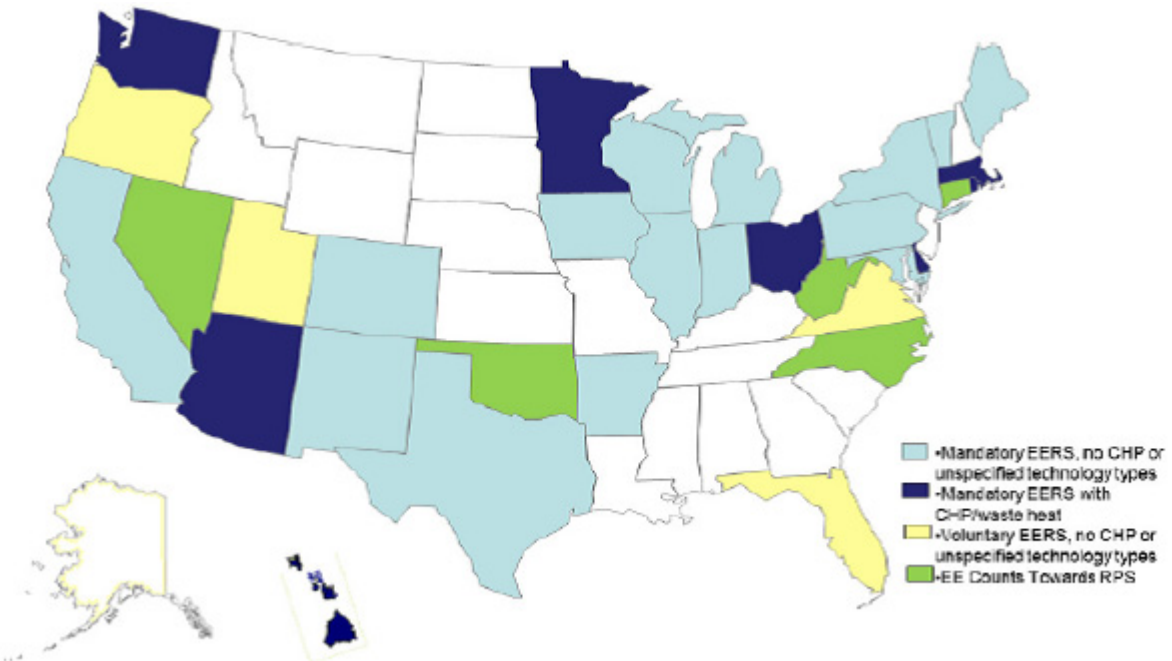 •Mandatory EERS, no CHP or
unspecified technology types
•Mandatory EERS with
CHP/waste heat
•Voluntary EERS, no CHP or
unspecified technology types
•EE Counts Towards RPS